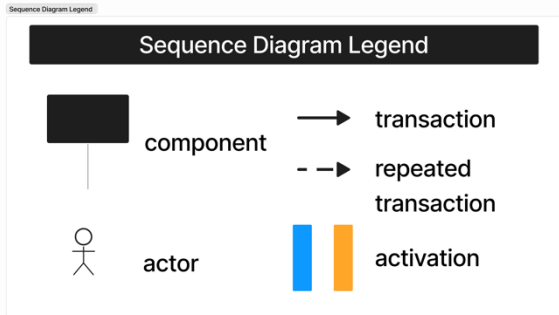 Sequence Diagram Legend
Sequence Diagram Legend
component
transaction
repeated
transaction
actor
activation